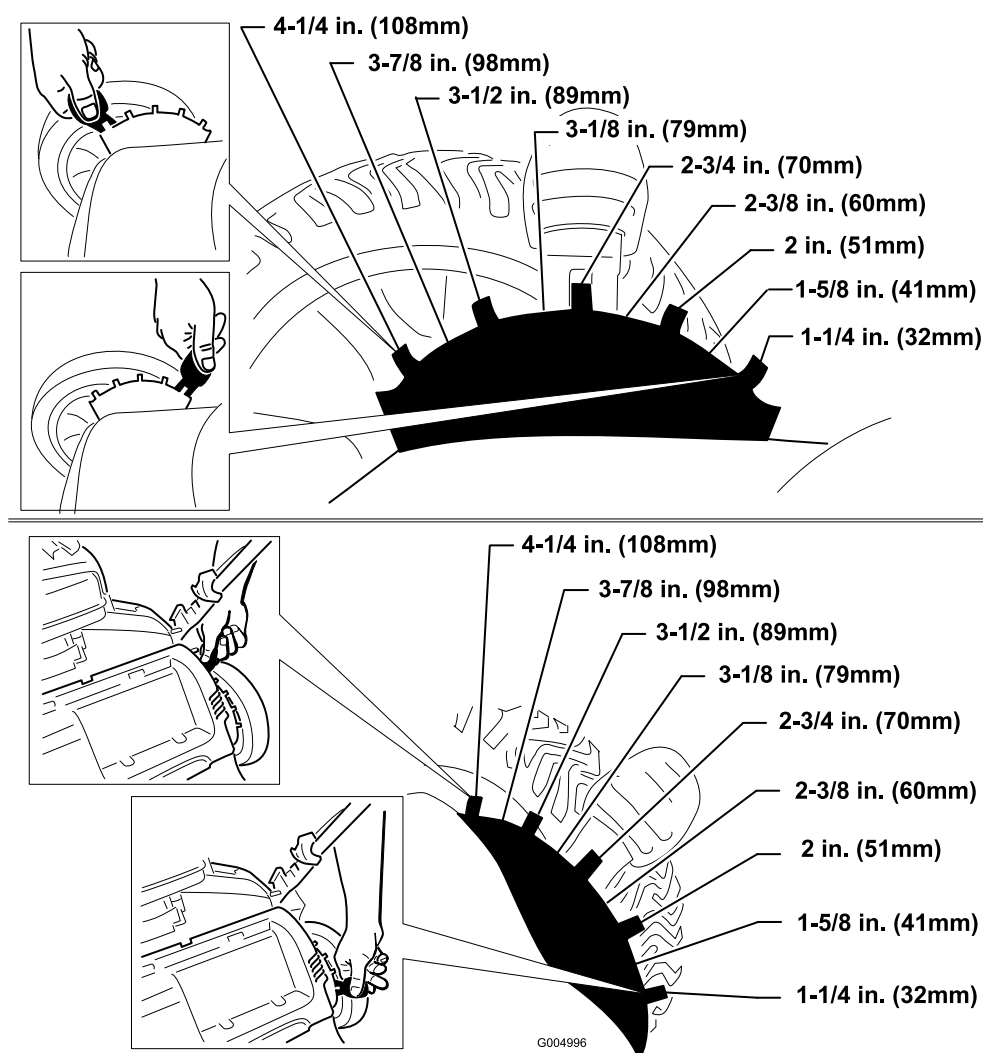 4-1/4 in. (108mm)
3-7/8 in. (98mm)
3-1/2 in. (89mm)
3-1/8 in. (79mm)
2-3/4 in. (70mm)
2-3/8 in. (60mm)
2 in. (51mm)
1-5/8 in. (41mm)
1-1/4 in. (32mm)
4-1/4 in. (108mm)
3-7/8 in. (98mm)
3-1/2 in. (89mm)
3-1/8 in. (79mm)
2-3/4 in. (70mm)
2-3/8 in. (60mm)
2 in. (51mm)
1-5/8 in. (41mm)
1-1/4 in. (32mm)
G004996